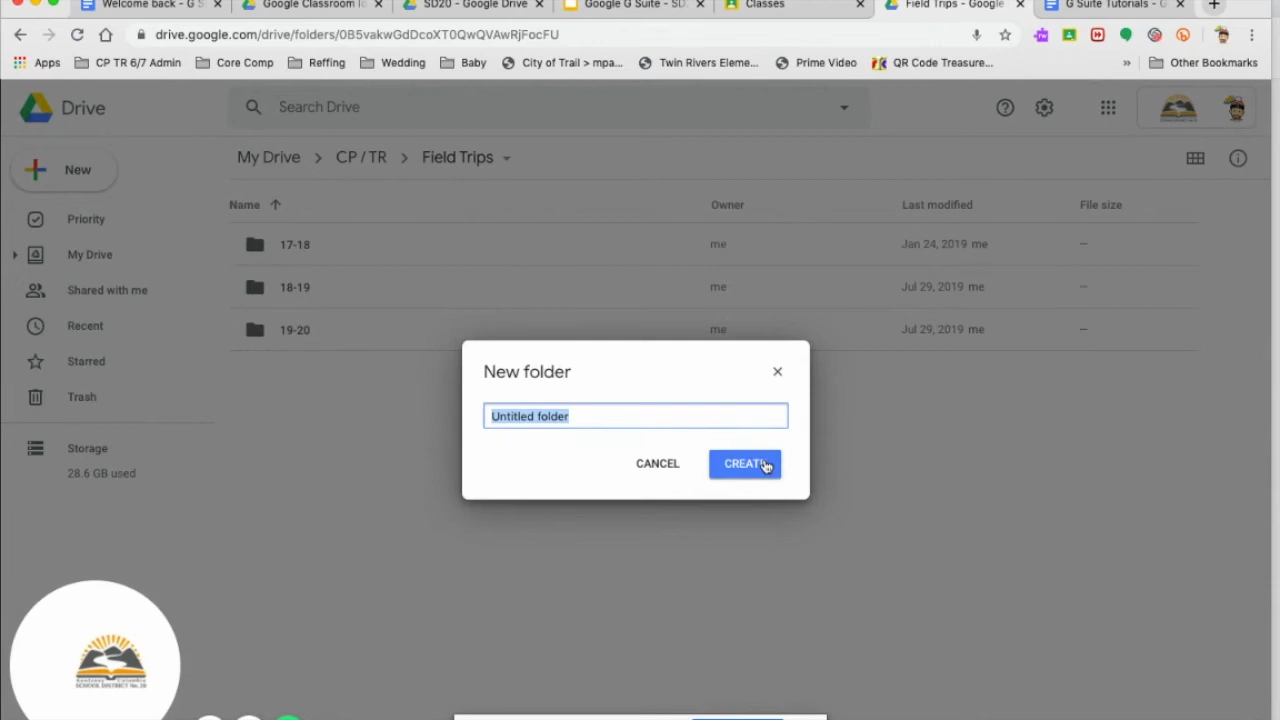 Welcome back - G S
Google Classroom Ic
SD20 - Google Drive
Google G Suite - SD.
Classes
Field Trips - Google
G Suite Tutorials - G
drive.google.com/drive/folders/0B5vakwGdDcoXT0QwQVAwRjFocFU
Apps
CP TR 6/7 Admin
Core Comp
Reffing
Wedding
Baby
City of Trail > mpa...
Twin Rivers Eleme...
Prime Video
QR Code Treasure...
»
Other Bookmarks
Drive
Search Drive
New
My Drive > CP / TR > Field Trips
Priority
My Drive
Shared with me
Recent
Starred
Trash
Storage
28.6 GB used
Name Owner Last modified File size
17-18 me Jan 24, 2019 me –
18-19 me Jul 29, 2019 me –
19-20 me Jul 29, 2019 me –
New folder
Untitled folder
CANCEL CREATE
SCHOOL DISTRICT No. 20